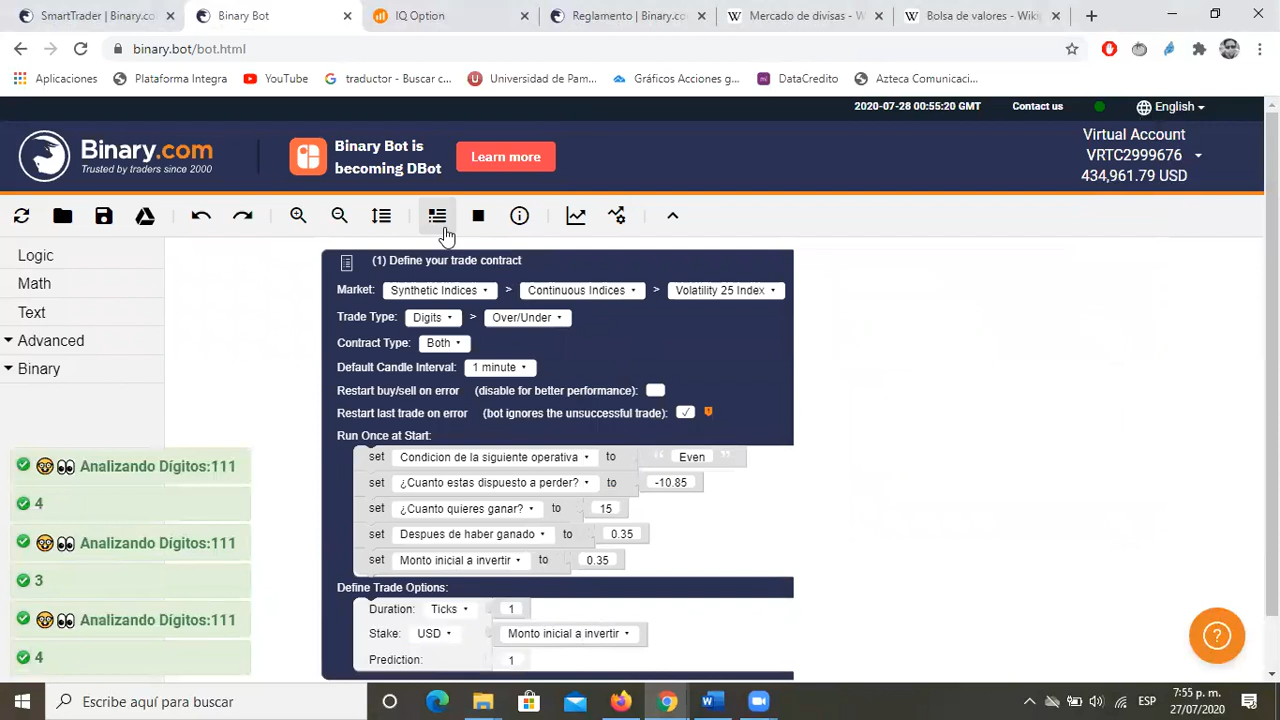 SmartTrader | Binary.c
Binary Bot
IQ Option
Reglamento | Binary.co
Mercado de divisas - W
Bolsa de valores - Wiki
binary.bot/bot.html
Aplicaciones
Plataforma Integra
YouTube
traductor - Buscar c...
Universidad de Pam...
Gráficos Acciones g...
DataCredito
Azteca Comunicaci...
2020-07-28 00:55:20 GMT
Contact us
English
Binary.com
Trusted by traders since 2000
Binary Bot is
becoming DBot
Learn more
Virtual Account
VRTC2999676
434,961.79 USD
Logic
Math
Text
Advanced
Binary
Analizando Dígitos:111
4
Analizando Dígitos:111
3
Analizando Dígitos:111
4
(1) Define your trade contract
Market: Synthetic Indices > Continuous Indices > Volatility 25 Index
Trade Type: Digits > Over/Under
Contract Type: Both
Default Candle Interval: 1 minute
Restart buy/sell on error (disable for better performance):
Restart last trade on error (bot ignores the unsuccessful trade): ✓
Run Once at Start:
set Condicion de la siguiente operativa to “ Even ”
set ¿Cuanto estas dispuesto a perder? to -10.85
set ¿Cuanto quieres ganar? to 15
set Despues de haber ganado to 0.35
set Monto inicial a invertir to 0.35
Define Trade Options:
Duration: Ticks 1
Stake: USD Monto inicial a invertir
Prediction: 1
Escribe aquí para buscar
ESP
7:55 p. m.
27/07/2020